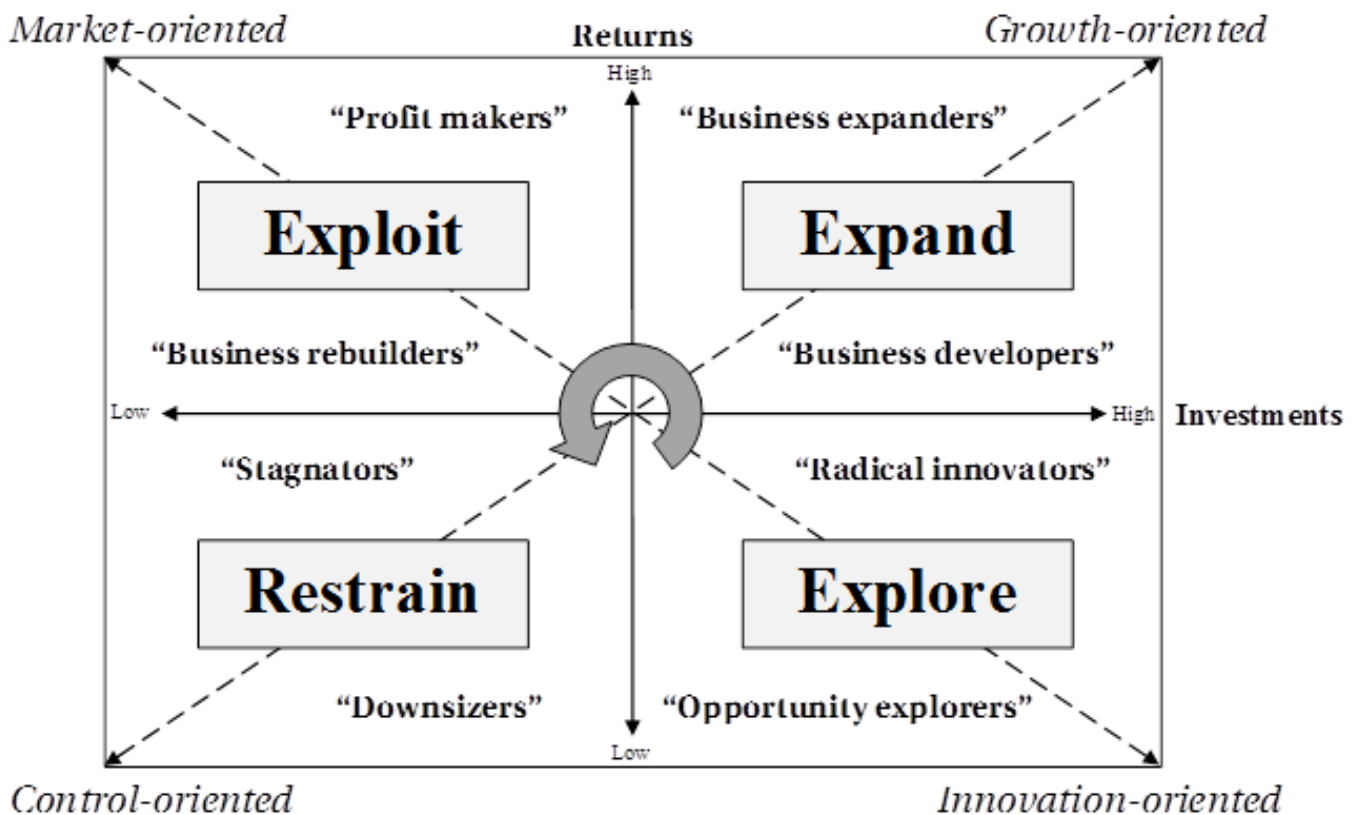 Market-oriented
Returns
Growth-oriented
High
“Profit makers”
“Business expanders”
Exploit
Expand
“Business rebuilders”
“Business developers”
Low
High
Investments
“Stagnators”
“Radical innovators”
Restrain
Explore
“Downsizers”
“Opportunity explorers”
Low
Control-oriented
Innovation-oriented